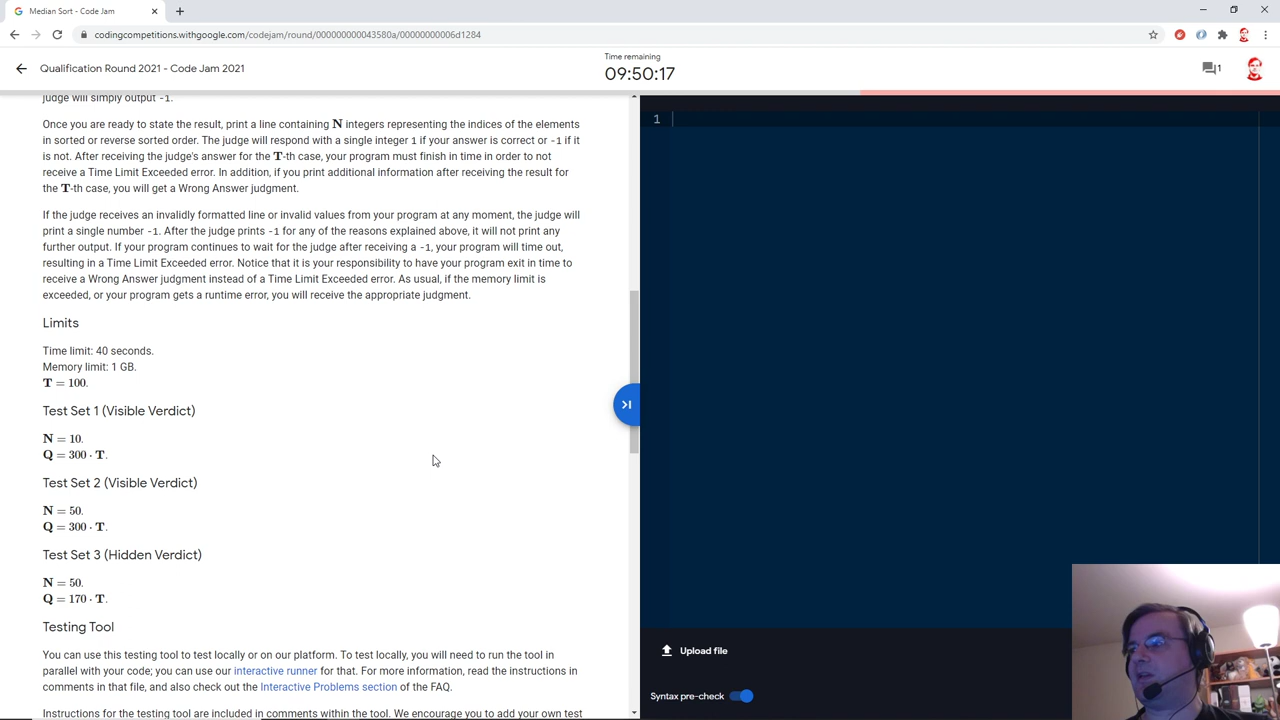 Median Sort - Code Jam
codingcompetitions.withgoogle.com/codejam/round/000000000043580a/00000000006d1284
Qualification Round 2021 - Code Jam 2021
Time remaining
09:50:17
1
judge will simply output -1.
Once you are ready to state the result, print a line containing N integers representing the indices of the elements
in sorted or reverse sorted order. The judge will respond with a single integer 1 if your answer is correct or -1 if it
is not. After receiving the judge's answer for the T-th case, your program must finish in time in order to not
receive a Time Limit Exceeded error. In addition, if you print additional information after receiving the result for
the T-th case, you will get a Wrong Answer judgment.
If the judge receives an invalidly formatted line or invalid values from your program at any moment, the judge will
print a single number -1. After the judge prints -1 for any of the reasons explained above, it will not print any
further output. If your program continues to wait for the judge after receiving a -1, your program will time out,
resulting in a Time Limit Exceeded error. Notice that it is your responsibility to have your program exit in time to
receive a Wrong Answer judgment instead of a Time Limit Exceeded error. As usual, if the memory limit is
exceeded, or your program gets a runtime error, you will receive the appropriate judgment.
Limits
Time limit: 40 seconds.
Memory limit: 1 GB.
T = 100.
Test Set 1 (Visible Verdict)
N = 10.
Q = 300 · T.
Test Set 2 (Visible Verdict)
N = 50.
Q = 300 · T.
Test Set 3 (Hidden Verdict)
N = 50.
Q = 170 · T.
Testing Tool
You can use this testing tool to test locally or on our platform. To test locally, you will need to run the tool in
parallel with your code; you can use our interactive runner for that. For more information, read the instructions in
comments in that file, and also check out the Interactive Problems section of the FAQ.
Instructions for the testing tool are included in comments within the tool. We encourage you to add your own test
1
Upload file
Syntax pre-check